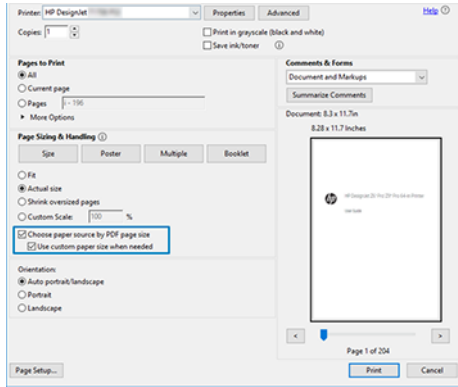 Printer: HP DesignJet
Properties
Advanced
Help
Copies: 1
Print in grayscale (black and white)
Save ink/toner
Pages to Print
All
Current page
Pages
- 196
More Options
Page Sizing & Handling
Size
Poster
Multiple
Booklet
Fit
Actual size
Shrink oversized pages
Custom Scale: 100 %
Choose paper source by PDF page size
Use custom paper size when needed
Orientation:
Auto portrait/landscape
Portrait
Landscape
Comments & Forms
Document and Markups
Summarize Comments
Document: 8.3 x 11.7in
8.28 x 11.7 Inches
hp
User Guide
<
>
Page 1 of 204
Page Setup...
Print
Cancel